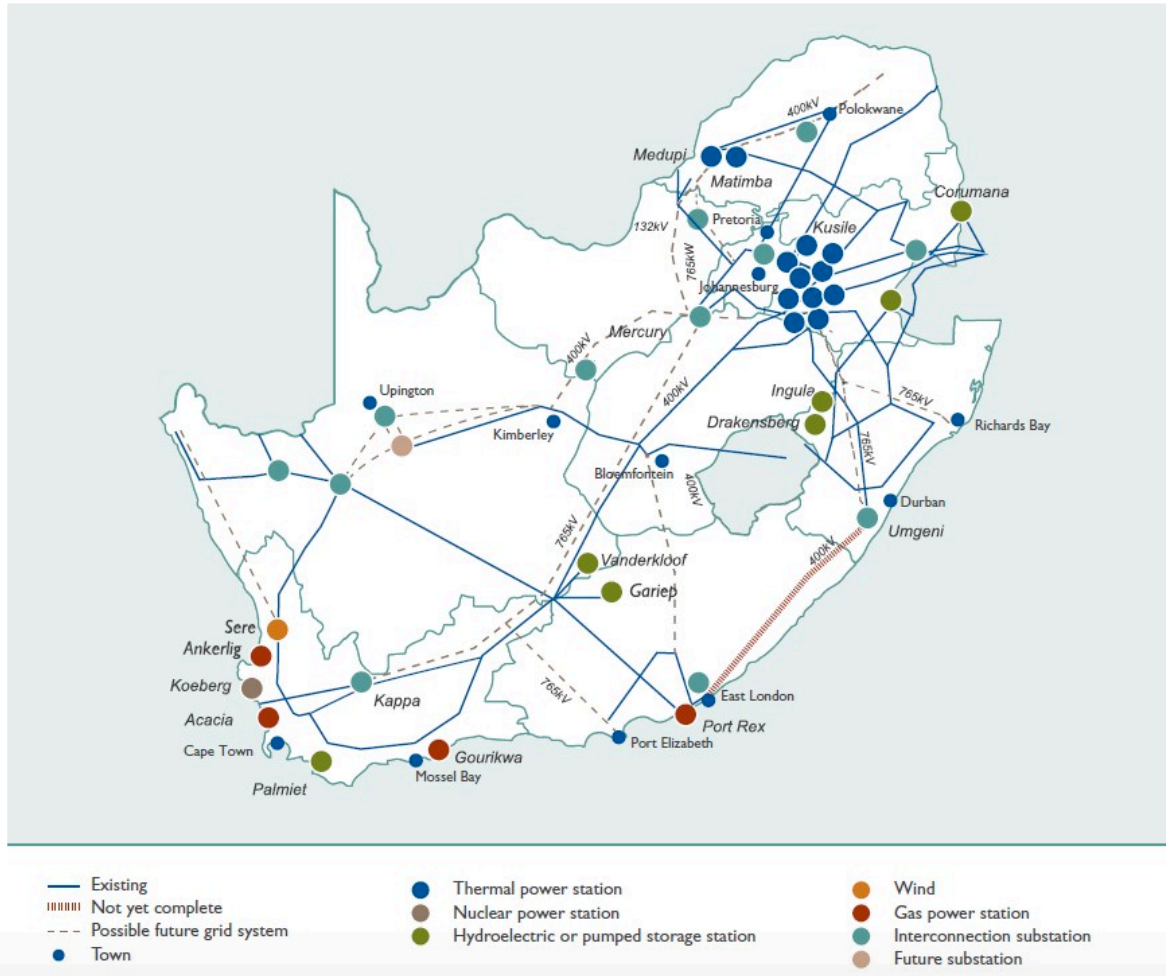 400kV
Polokwane
Medupi
Matimba
Corumana
132kV
Pretoria
Kusile
765kW
Johannesburg
Mercury
400kV
400kV
Upington
Ingula
765kV
Kimberley
Drakensberg
Richards Bay
Bloemfontein
765kV
400kV
Durban
Umgeni
765kV
400kV
Vanderkloof
Gariep
Sere
Ankerlig
Koeberg
Kappa
765kV
East London
Acacia
Port Rex
Cape Town
Port Elizabeth
Gourikwa
Mossel Bay
Palmiet
Existing
Not yet complete
Possible future grid system
Town
Thermal power station
Nuclear power station
Hydroelectric or pumped storage station
Wind
Gas power station
Interconnection substation
Future substation